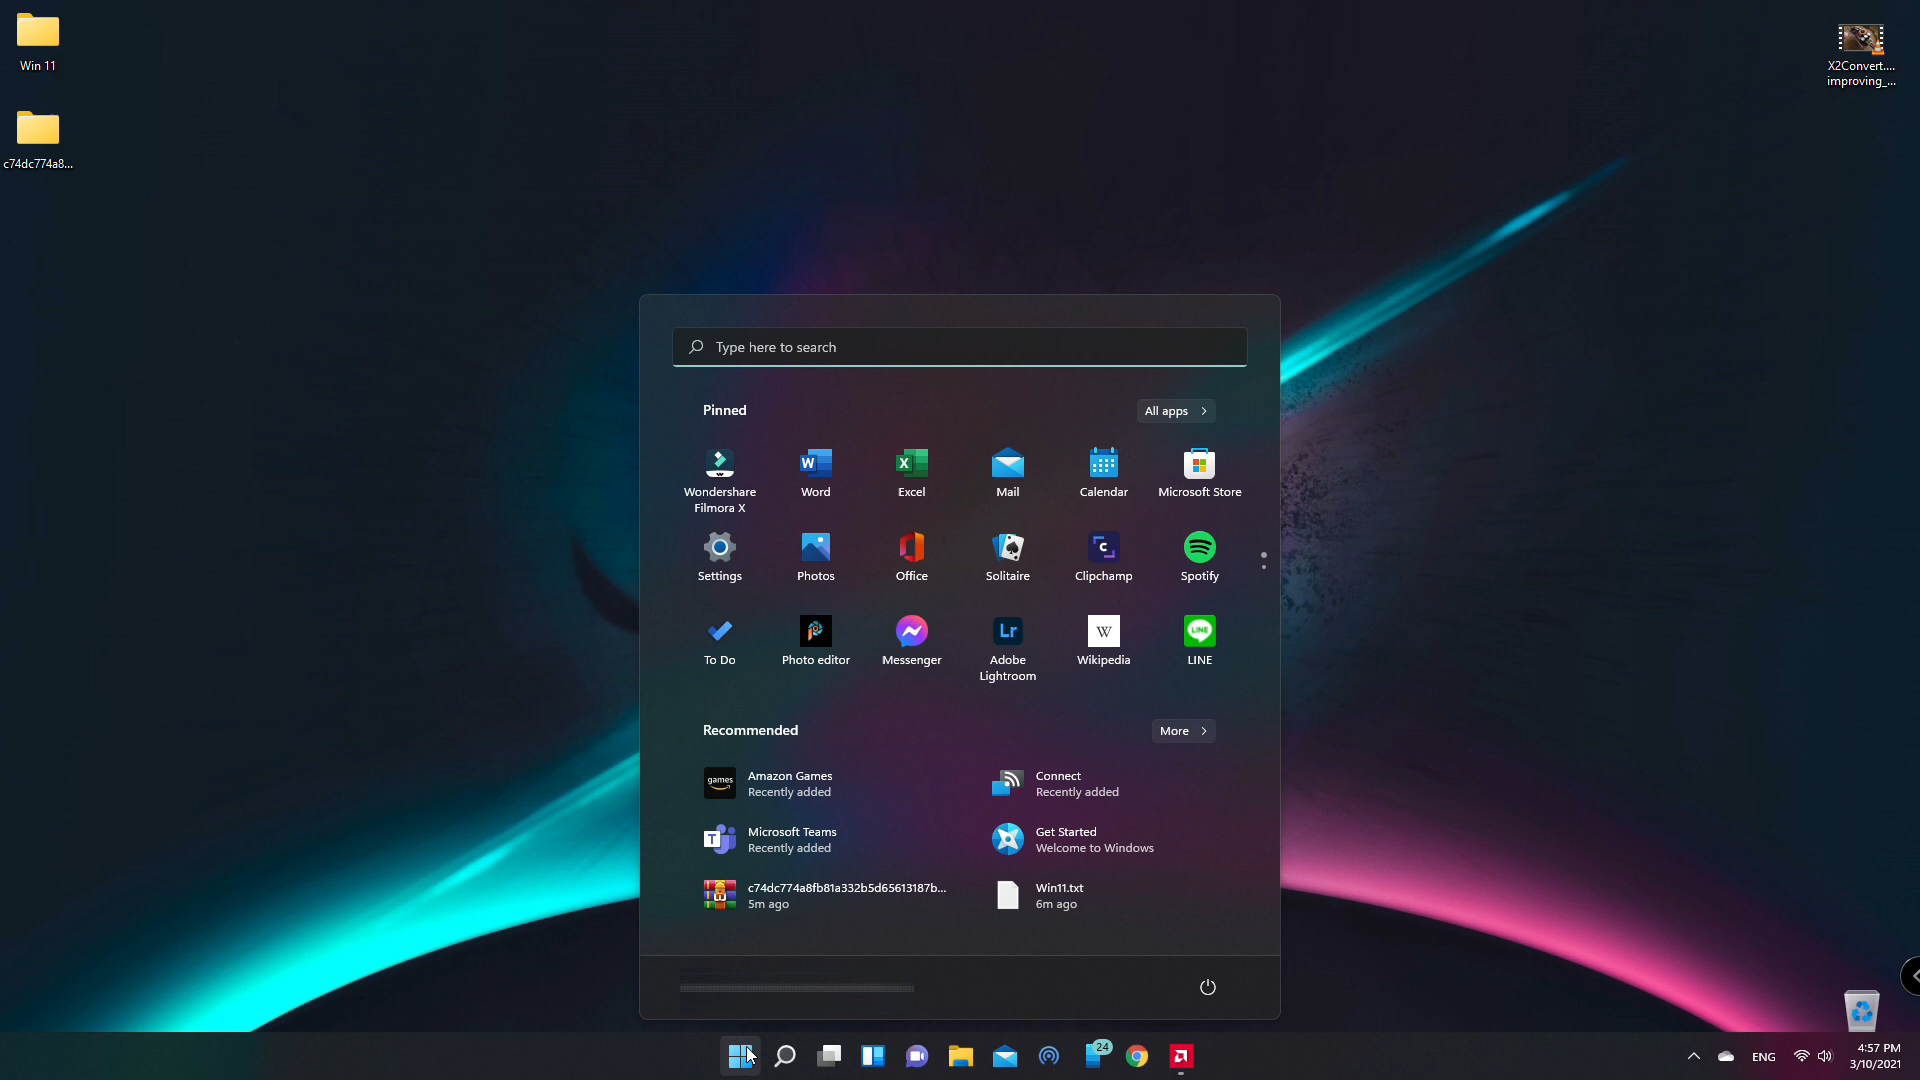 Win 11
c74dc774a8...
X2Convert....
improving_...
Type here to search
Pinned
All apps
Wondershare
Filmora X
Word
Excel
Mail
Calendar
Microsoft Store
Settings
Photos
Office
Solitaire
Clipchamp
Spotify
To Do
Photo editor
Messenger
Adobe
Lightroom
Wikipedia
LINE
Recommended
More
Amazon Games
Recently added
Connect
Recently added
Microsoft Teams
Recently added
Get Started
Welcome to Windows
c74dc774a8fb81a332b5d65613187b...
5m ago
Win11.txt
6m ago
24
ENG
4:57 PM
3/10/2021